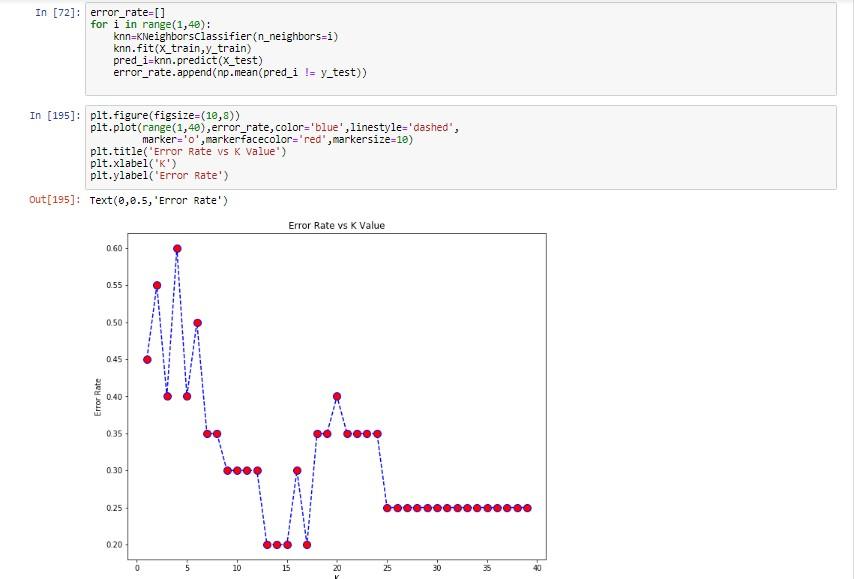 In [72]: error_rate=[]
for i in range(1,40):
    knn=KNeighborsClassifier(n_neighbors=i)
    knn.fit(X_train,y_train)
    pred_i=knn.predict(X_test)
    error_rate.append(np.mean(pred_i != y_test))
In [195]: plt.figure(figsize=(10,8))
plt.plot(range(1,40),error_rate,color='blue',linestyle='dashed',
         marker='o',markerfacecolor='red',markersize=10)
plt.title('Error Rate vs K Value')
plt.xlabel('K')
plt.ylabel('Error Rate')
Out[195]: Text(0,0.5,'Error Rate')
Error Rate vs K Value
0.60
0.55
0.50
0.45
0.40
0.35
0.30
0.25
0.20
Error Rate
0 5 10 15 20 25 30 35 40
K